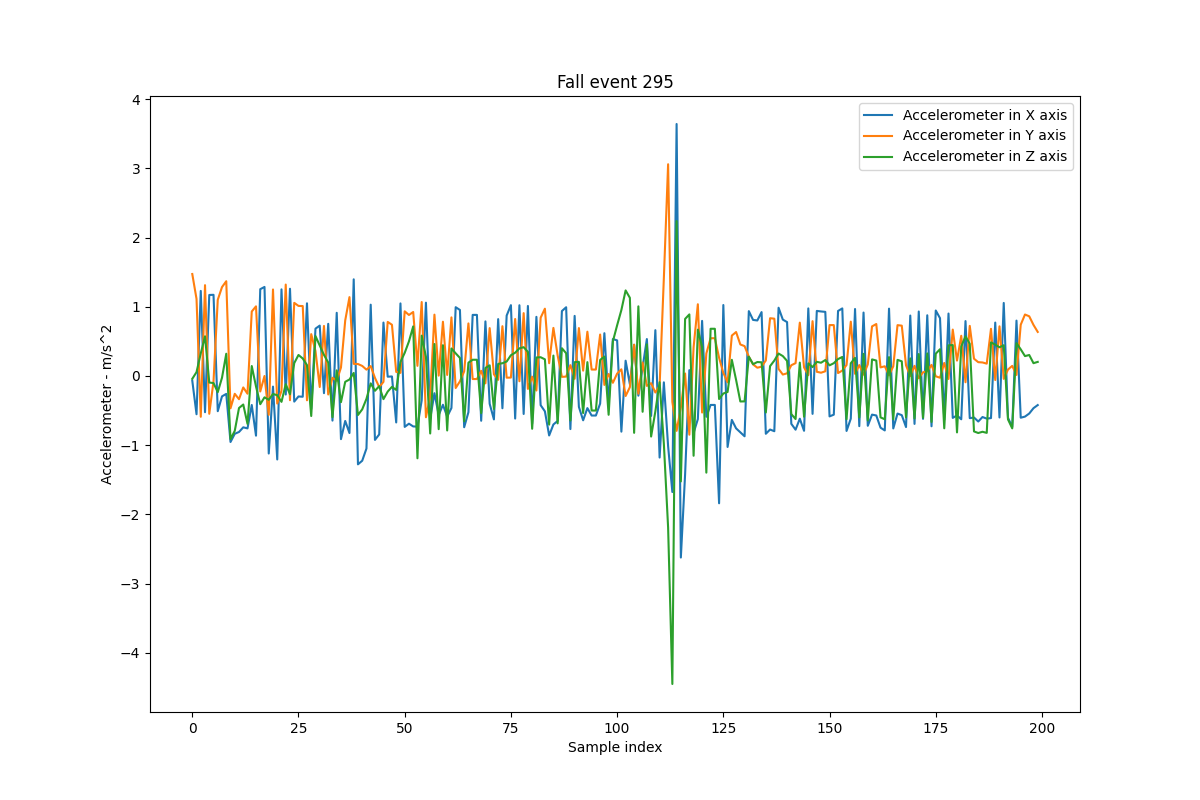 Fall event 295
Accelerometer in X axis
Accelerometer in Y axis
Accelerometer in Z axis
Accelerometer - m/s^2
4
3
2
1
0
−1
−2
−3
−4
0 25 50 75 100 125 150 175 200
Sample index